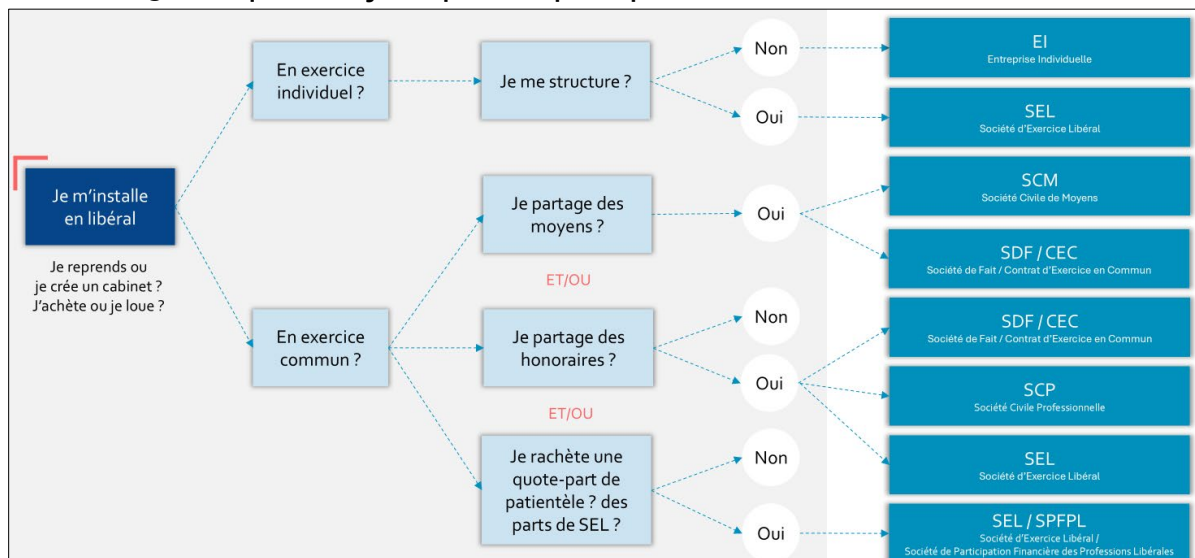 En exercice
individuel ?
Je me structure ?
Non
Oui
EI
Entreprise Individuelle
SEL
Société d'Exercice Libéral
Je m'installe
en libéral
Je reprends ou
je crée un cabinet ?
J'achète ou je loue ?
Je partage des
moyens ?
Oui
SCM
Société Civile de Moyens
SDF / CEC
Société de Fait / Contrat d'Exercice en Commun
ET/OU
En exercice
commun ?
Je partage des
honoraires ?
Non
Oui
SDF / CEC
Société de Fait / Contrat d'Exercice en Commun
SCP
Société Civile Professionnelle
SEL
Société d'Exercice Libéral
ET/OU
Je rachète une
quote-part de
patientèle ? des
parts de SEL ?
Non
Oui
SEL / SPFPL
Société d'Exercice Libéral /
Société de Participation Financière des Professions Libérales